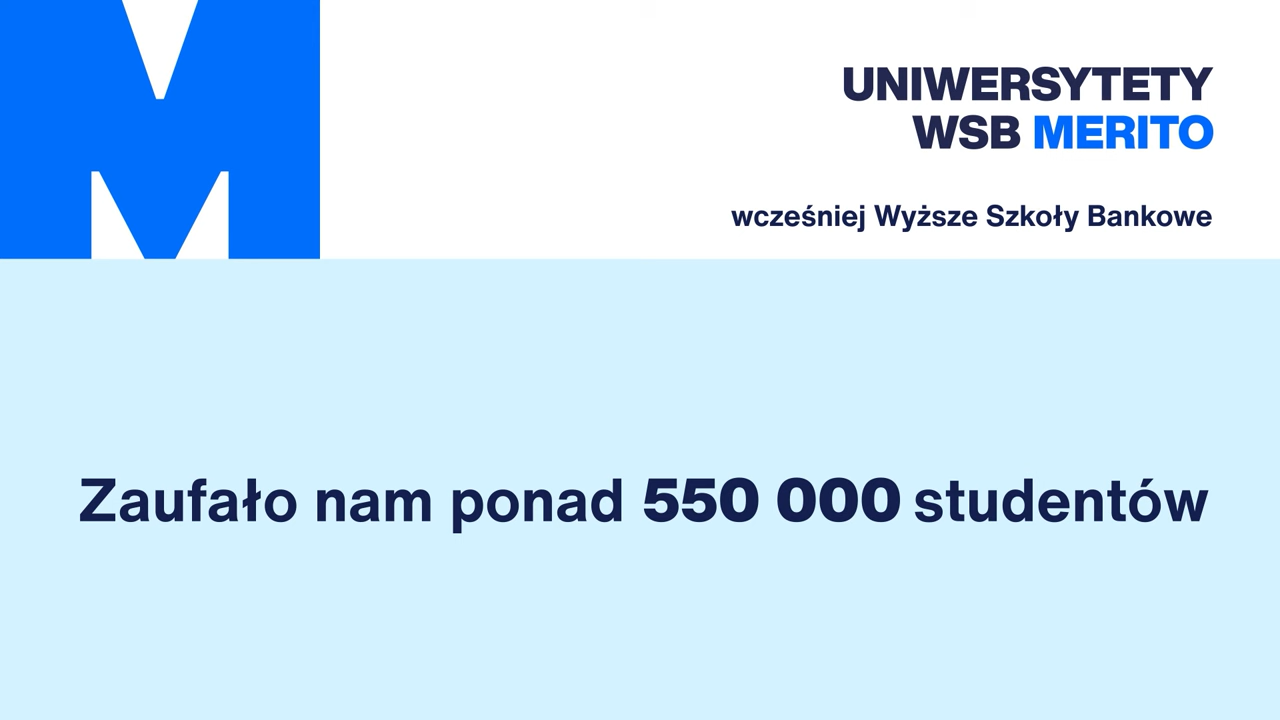 UNIWERSYTETY
WSB MERITO
wcześniej Wyższe Szkoły Bankowe
Zaufało nam ponad 550 000 studentów